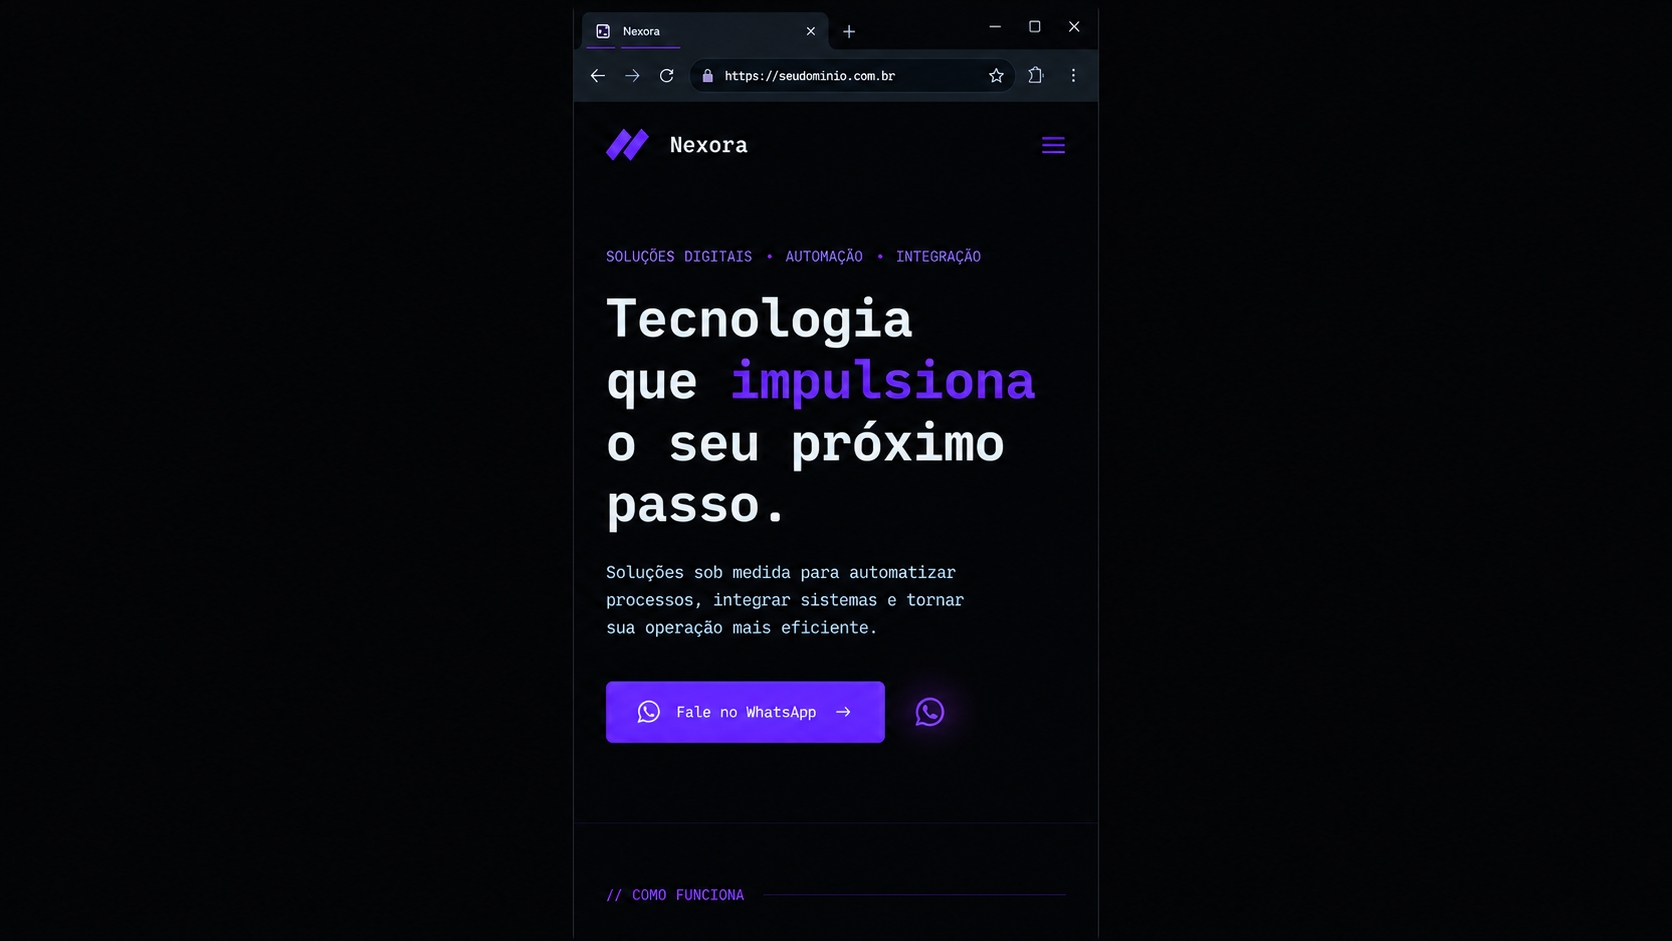 Nexora
https://seudominio.com.br
Nexora
SOLUÇÕES DIGITAIS • AUTOMAÇÃO • INTEGRAÇÃO
Tecnologia
que impulsiona
o seu próximo
passo.
Soluções sob medida para automatizar
processos, integrar sistemas e tornar
sua operação mais eficiente.
Fale no WhatsApp →
// COMO FUNCIONA